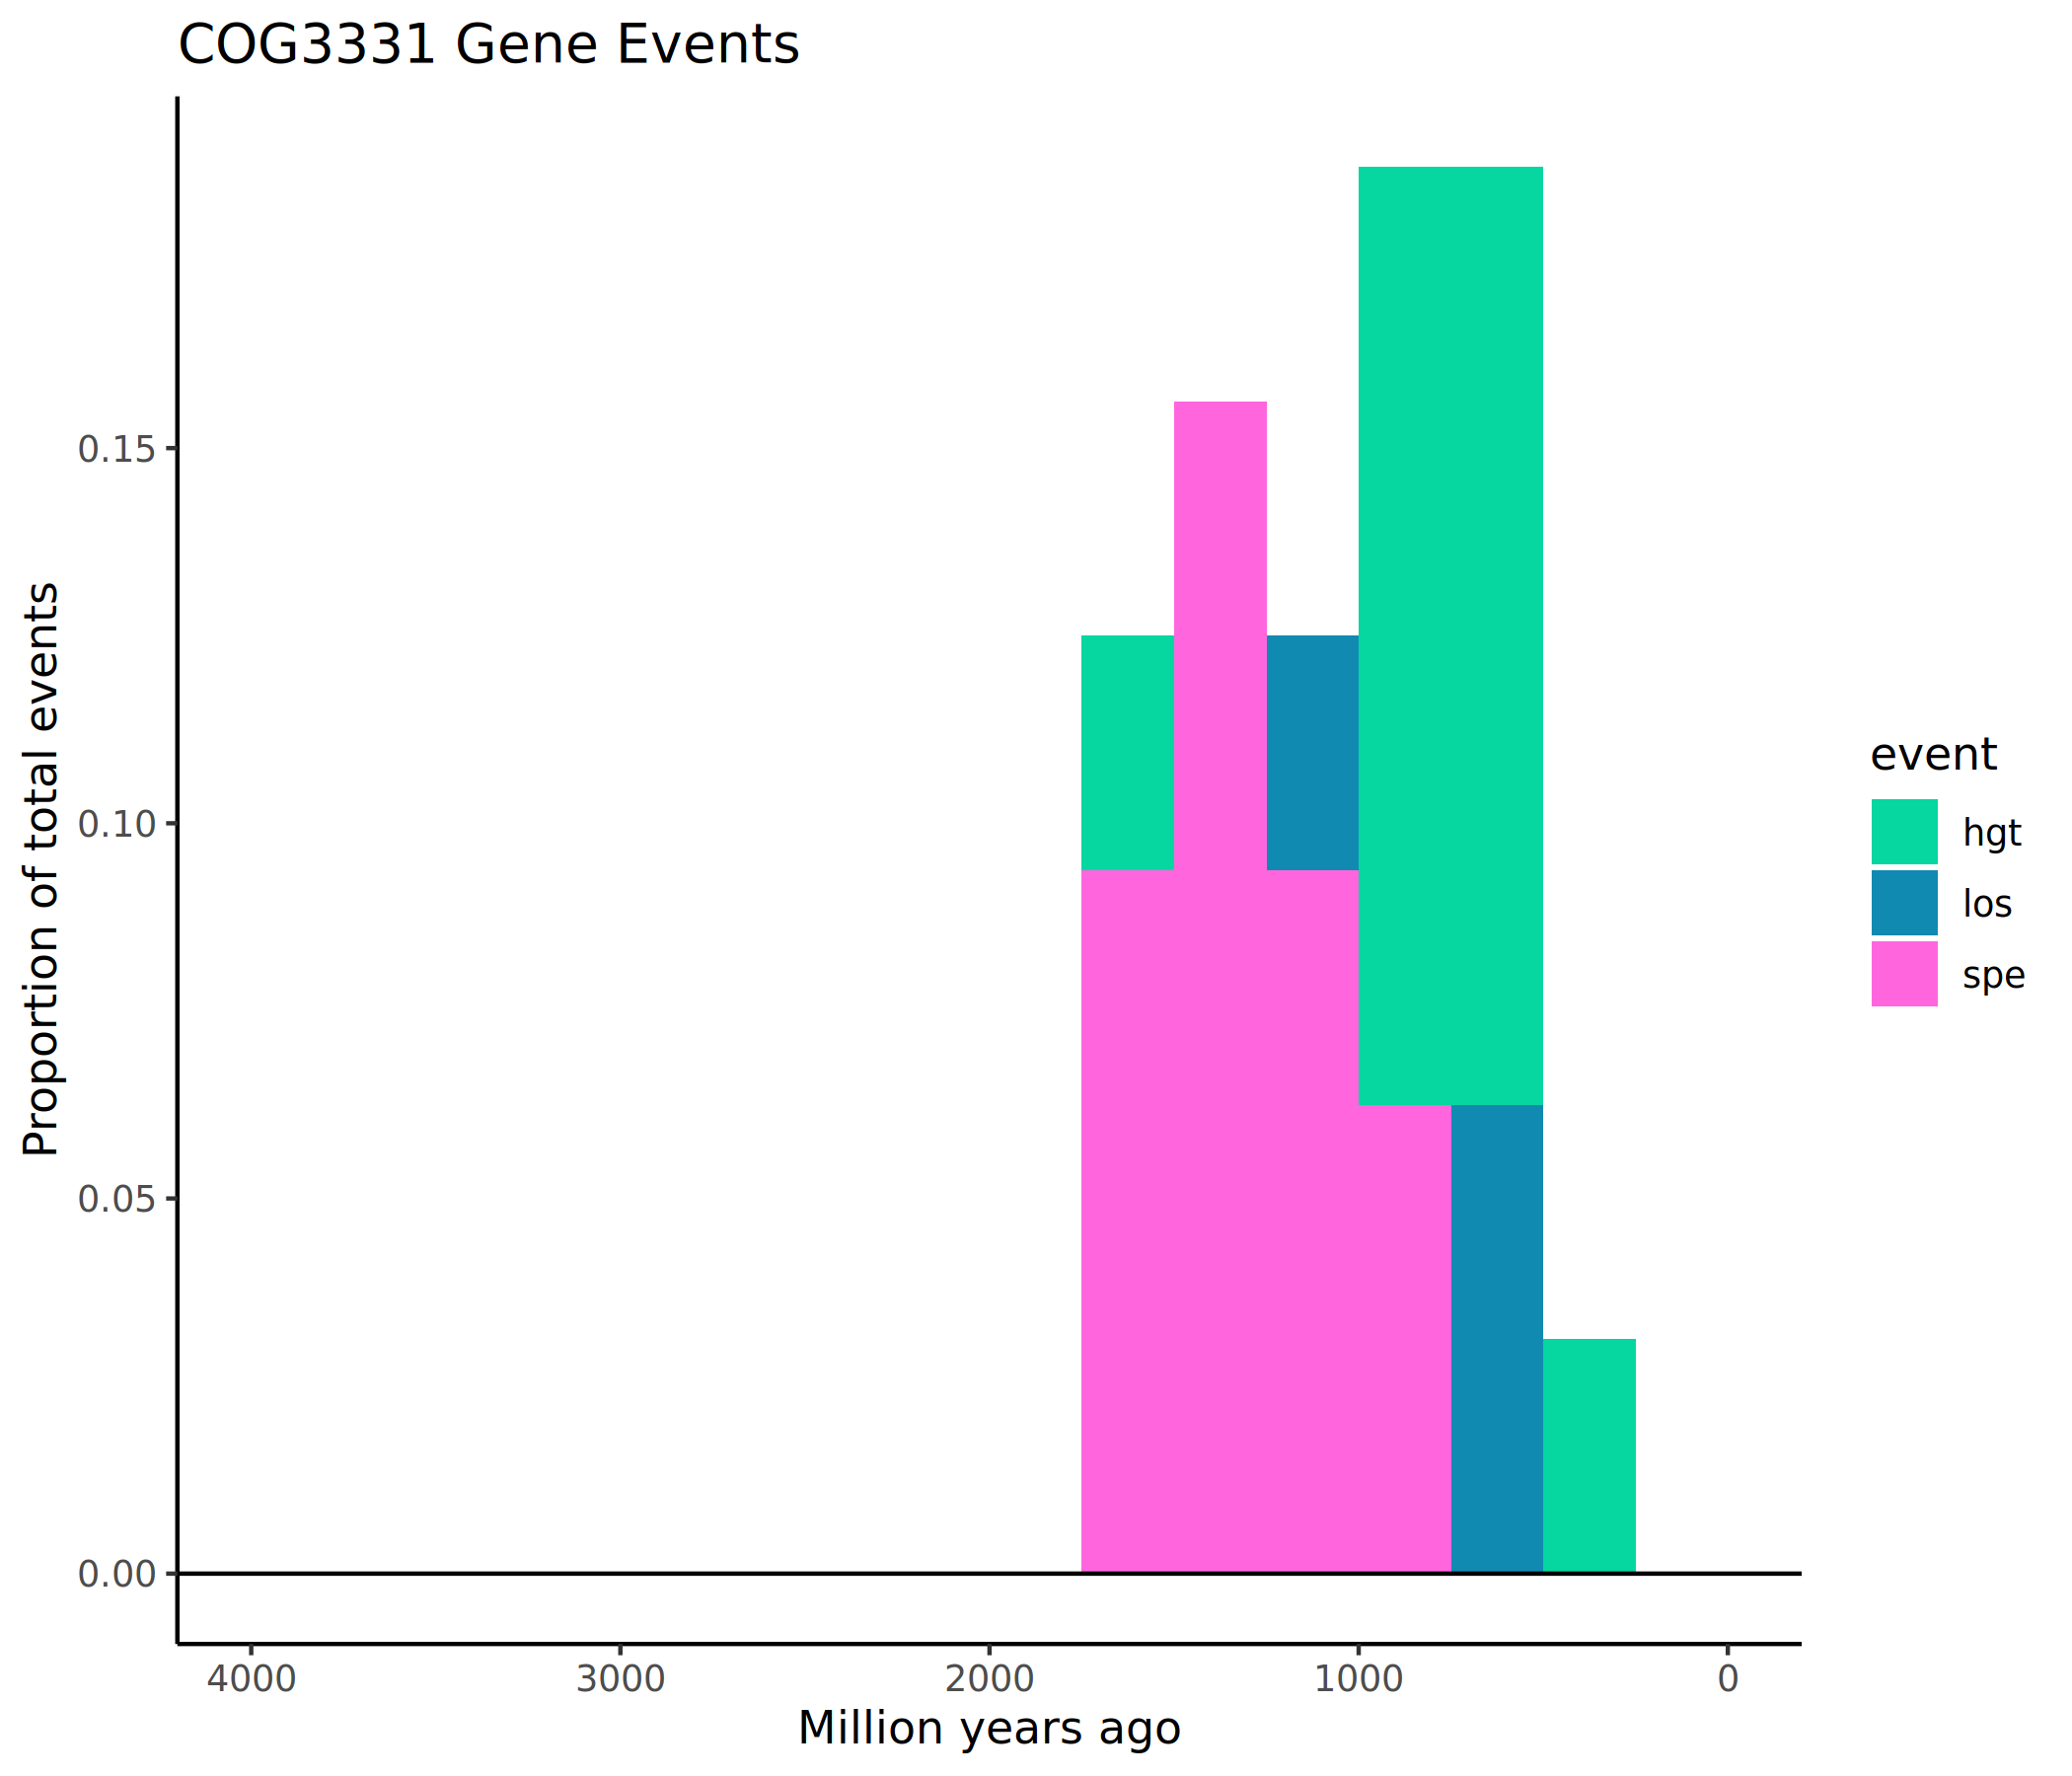 COG3331 Gene Events
Proportion of total events
0.15
0.10
0.05
0.00
4000
3000
2000
1000
0
Million years ago
event
hgt
los
spe